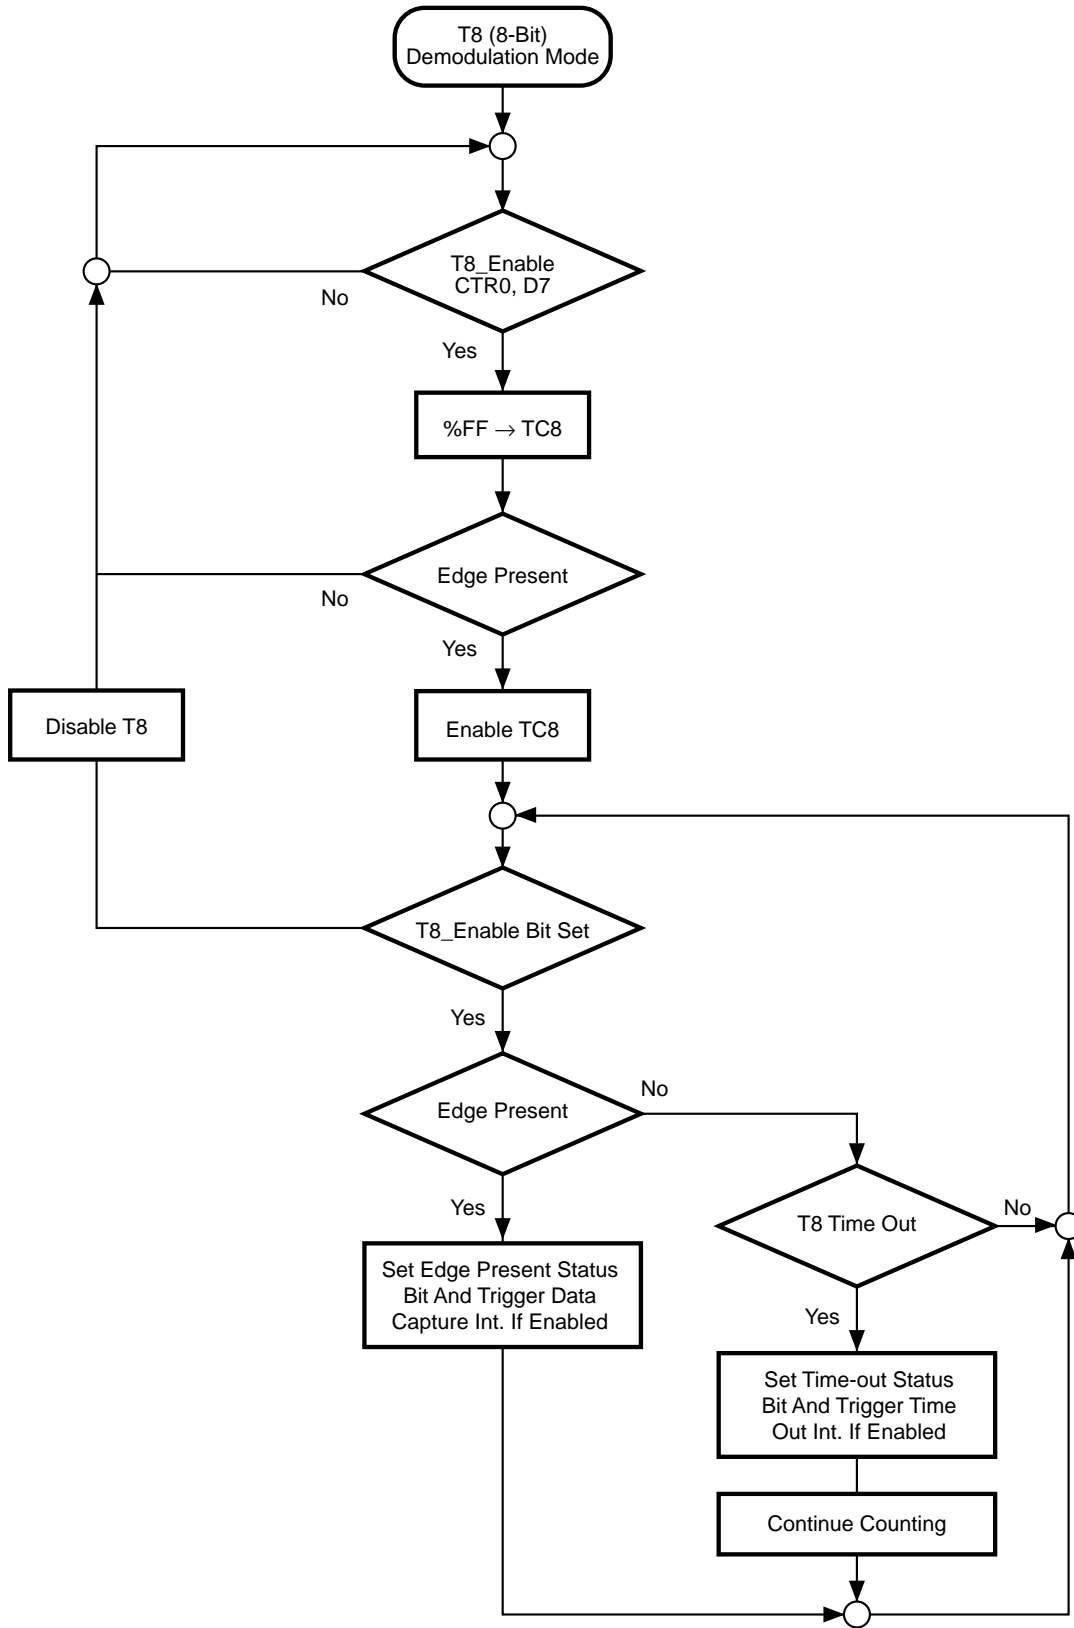 T8 (8-Bit)
Demodulation Mode
T8_Enable
CTR0, D7
No
Yes
%FF → TC8
Edge Present
No
Yes
Disable T8
Enable TC8
T8_Enable Bit Set
Yes
Edge Present
No
Yes
T8 Time Out
No
Set Edge Present Status
Bit And Trigger Data
Capture Int. If Enabled
Yes
Set Time-out Status
Bit And Trigger Time
Out Int. If Enabled
Continue Counting